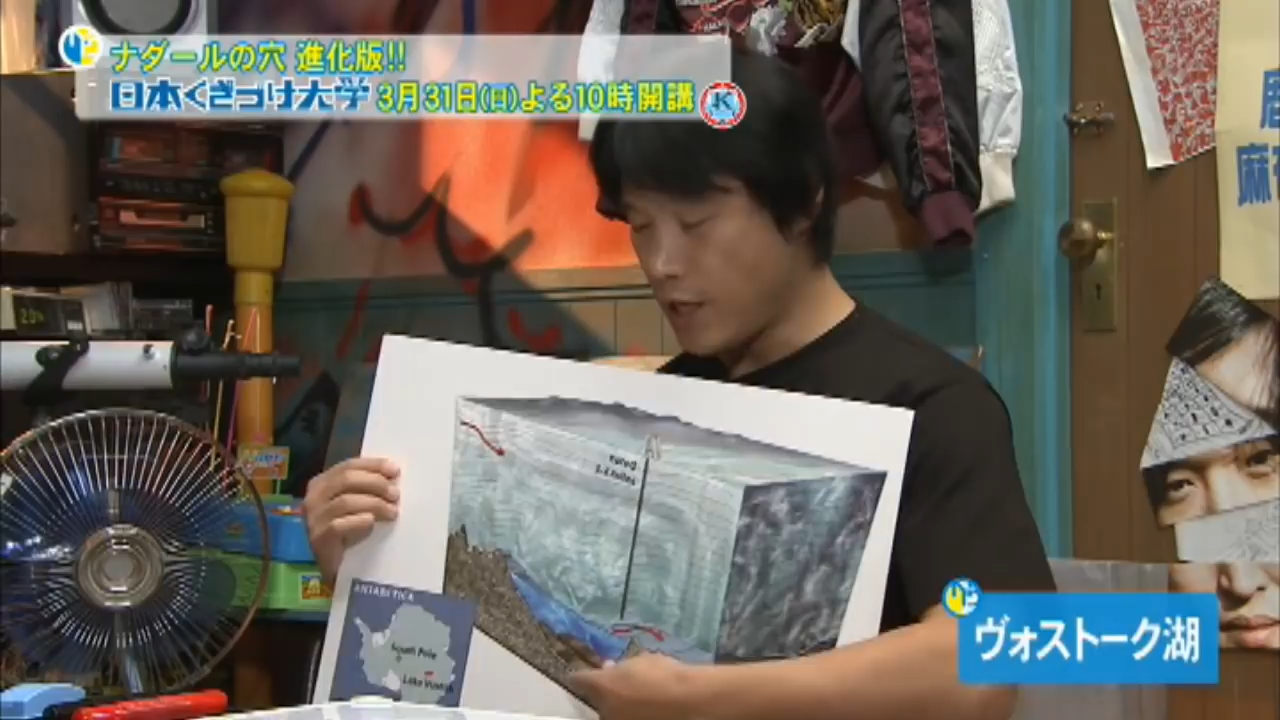 ナダールの穴 進化版!!
日本くぎづけ大学 3月31日(日)よる10時開講
K
ANTARCTICA
South Pole
Lake Vostok
ヴォストーク湖